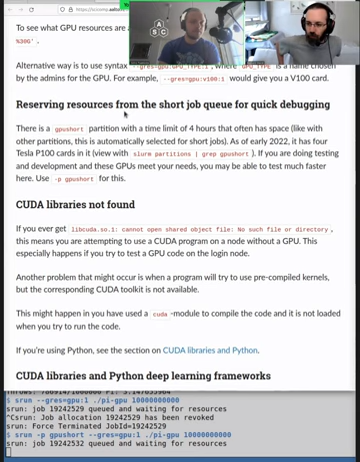 To see what GPU resources are
%30G'.
A
S C
Alternative way is to use syntax
is a name chosen
by the admins for the GPU. For example, --gres=gpu:v100:1 would give you a V100 card.
Reserving resources from the short job queue for quick debugging
There is a gpushort partition with a time limit of 4 hours that often has space (like with
other partitions, this is automatically selected for short jobs). As of early 2022, it has four
Tesla P100 cards in it (view with slurm partitions | grep gpushort ). If you are doing testing
and development and these GPUs meet your needs, you may be able to test much faster
here. Use -p gpushort for this.
CUDA libraries not found
If you ever get libcuda.so.1: cannot open shared object file: No such file or directory ,
this means you are attempting to use a CUDA program on a node without a GPU. This
especially happens if you try to test a GPU code on the login node.
Another problem that might occur is when a program will try to use pre-compiled kernels,
but the corresponding CUDA toolkit is not available.
This might happen in you have used a cuda -module to compile the code and it is not loaded
when you try to run the code.
If you're using Python, see the section on CUDA libraries and Python.
CUDA libraries and Python deep learning frameworks
$ srun --gres=gpu:1 ./pi-gpu 10000000000
srun: job 19242529 queued and waiting for resources
^Csrun: Job allocation 19242529 has been revoked
srun: Force Terminated JobId=19242529
$ srun -p gpushort --gres=gpu:1 ./pi-gpu 10000000000
srun: job 19242532 queued and waiting for resources